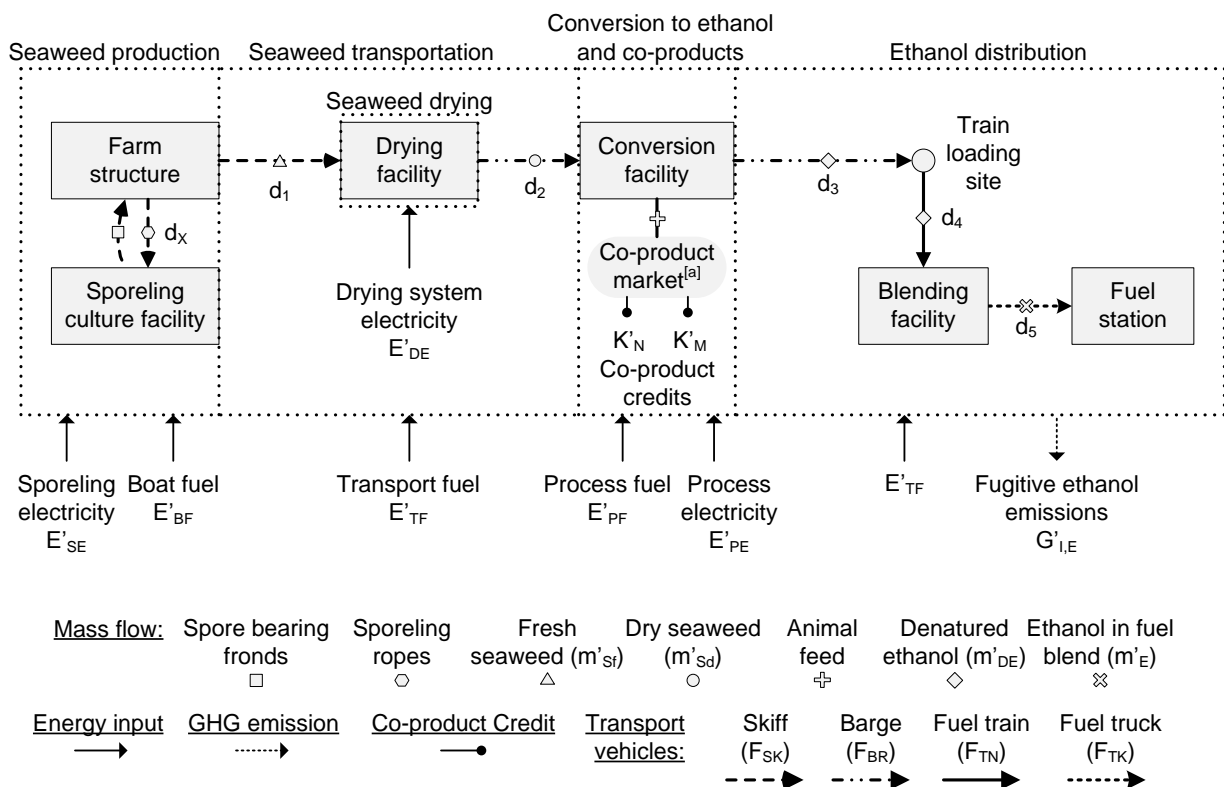 Seaweed production
Seaweed transportation
Conversion to ethanol
and co-products
Ethanol distribution
Farm
structure
d1
Seaweed drying
Drying
facility
d2
Conversion
facility
d3
Train
loading
site
dX
d4
Sporeling
culture facility
Drying system
electricity
E'DE
Co-product
market[a]
K'N
K'M
Co-product
credits
Blending
facility
d5
Fuel
station
Sporeling
electricity
E'SE
Boat fuel
E'BF
Transport fuel
E'TF
Process fuel
E'PF
Process
electricity
E'PE
E'TF
Fugitive ethanol
emissions
G'I,E
Mass flow:
Spore bearing
fronds
Sporeling
ropes
Fresh
seaweed (m'Sf)
Dry seaweed
(m'Sd)
Animal
feed
Denatured
ethanol (m'DE)
Ethanol in fuel
blend (m'E)
Energy input
GHG emission
Co-product Credit
Transport
vehicles:
Skiff
(FSK)
Barge
(FBR)
Fuel train
(FTN)
Fuel truck
(FTK)